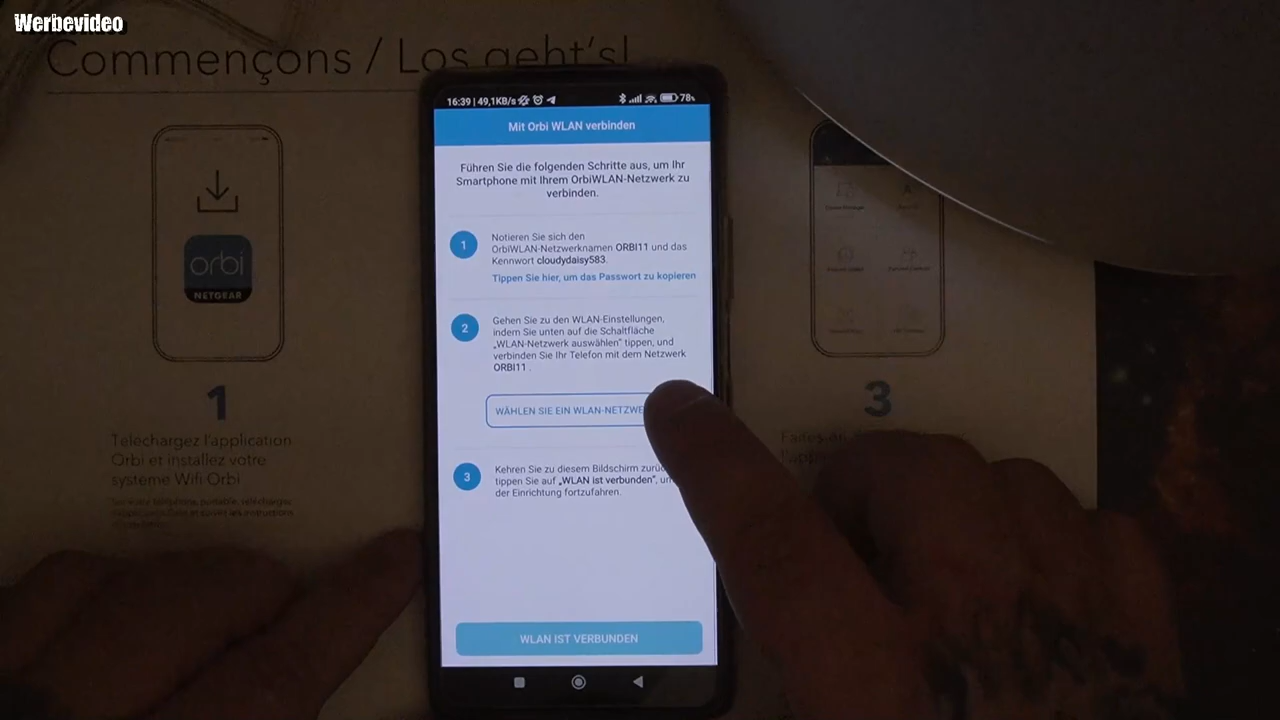 Werbevideo
Commençons / Los geht's!
16:39 | 49,1KB/s
78%
Mit Orbi WLAN verbinden
Führen Sie die folgenden Schritte aus, um Ihr
Smartphone mit Ihrem OrbiWLAN-Netzwerk zu
verbinden.
1
Notieren Sie sich den
OrbiWLAN-Netzwerknamen ORBI11 und das
Kennwort cloudydaisy583.
Tippen Sie hier, um das Passwort zu kopieren
2
Gehen Sie zu den WLAN-Einstellungen,
indem Sie unten auf die Schaltfläche
„WLAN-Netzwerk auswählen" tippen, und
verbinden Sie Ihr Telefon mit dem Netzwerk
ORBI11 .
WÄHLEN SIE EIN WLAN-NETZWE
3
Kehren Sie zu diesem Bildschirm zurüc
tippen Sie auf „WLAN ist verbunden", u
der Einrichtung fortzufahren.
WLAN IST VERBUNDEN
orbi
NETGEAR
1
Téléchargez l'application
Orbi et installez votre
système Wifi Orbi
3